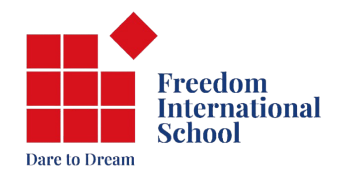 Freedom
International
School
Dare to Dream